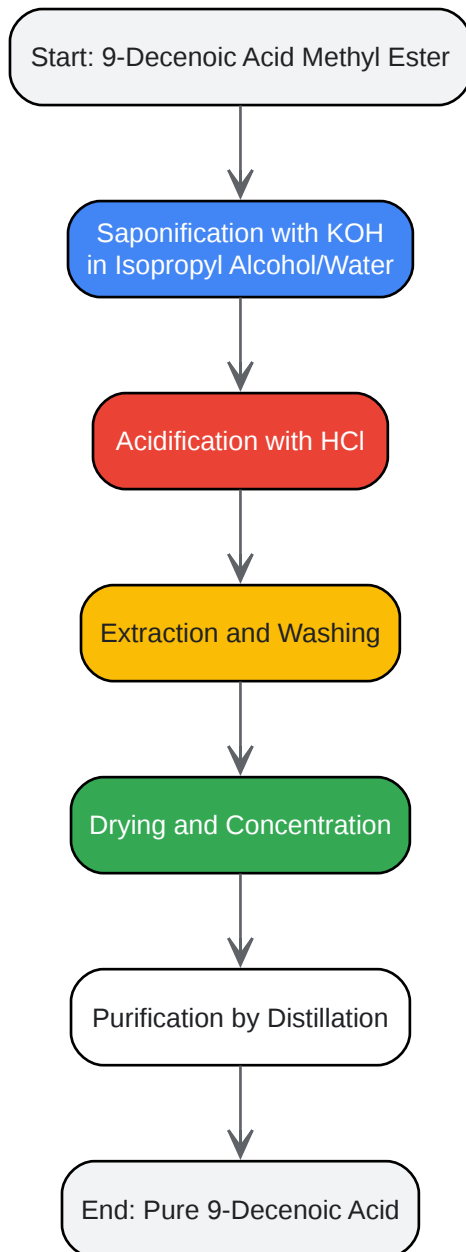 Start: 9-Decenoic Acid Methyl Ester
Saponification with KOH
in Isopropyl Alcohol/Water
Acidification with HCl
Extraction and Washing
Drying and Concentration
Purification by Distillation
End: Pure 9-Decenoic Acid